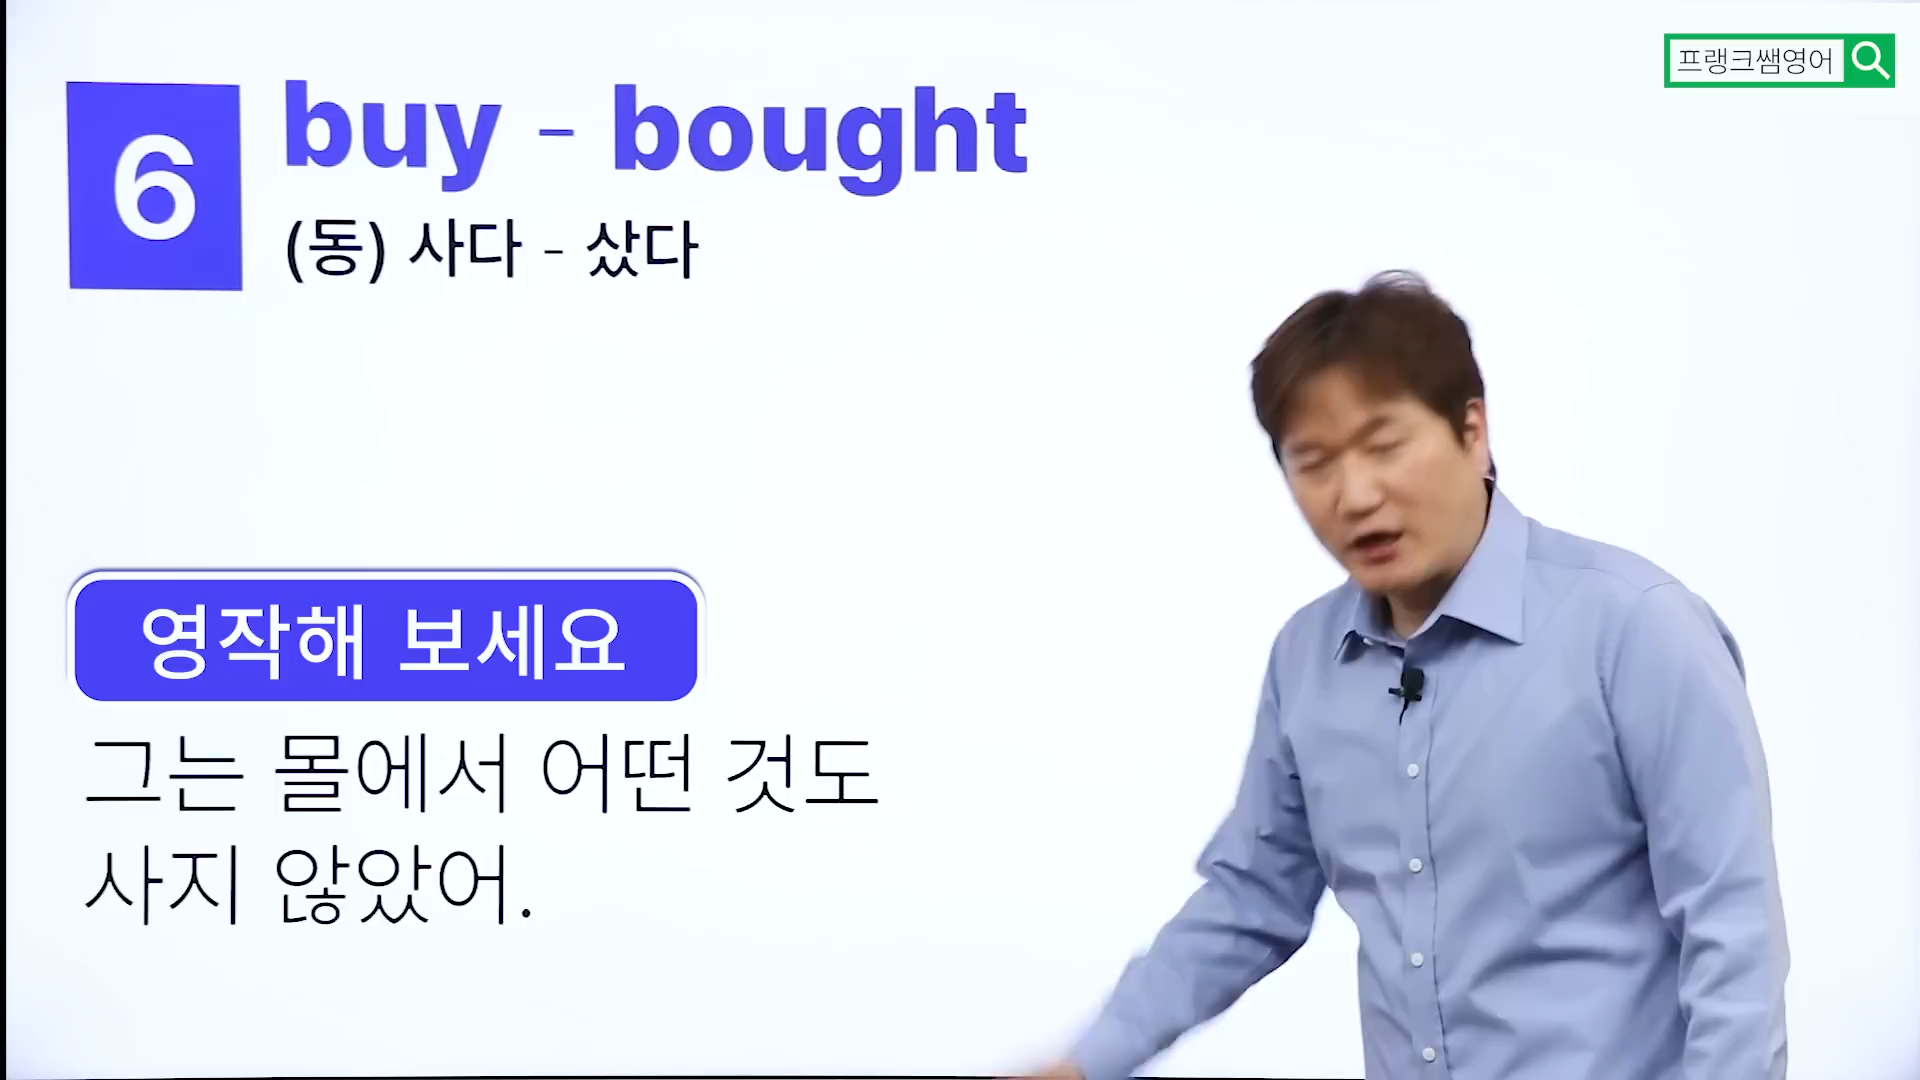 프랭크쌤영어
6
buy - bought
(동) 사다 - 샀다
영작해 보세요
그는 몰에서 어떤 것도
사지 않았어.